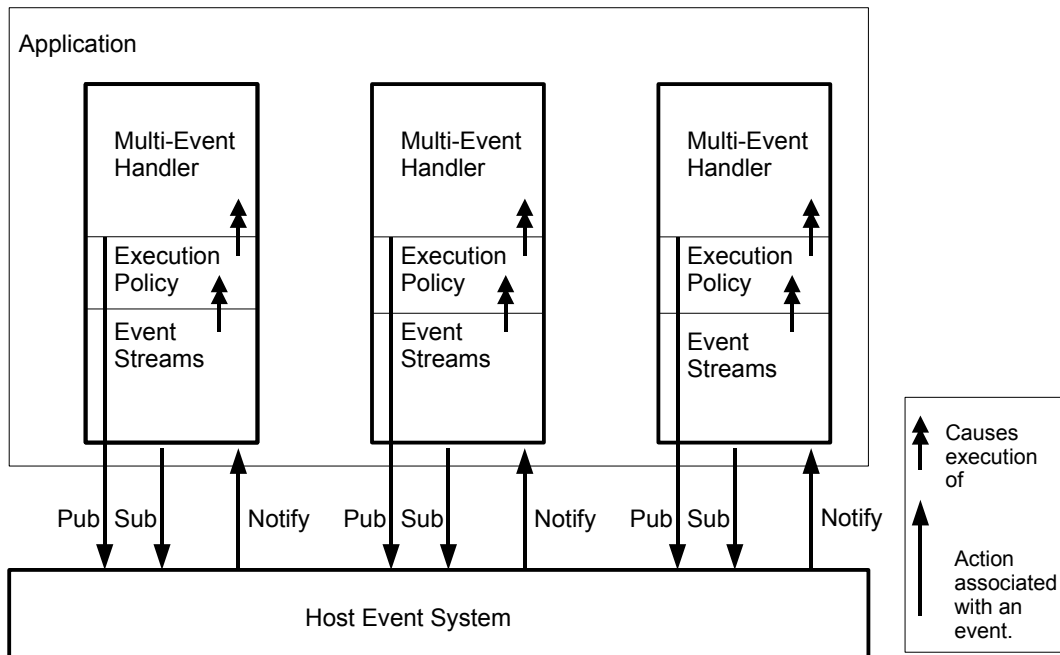 Application
Multi-Event
Handler
Execution
Policy
Event
Streams
Multi-Event
Handler
Execution
Policy
Event
Streams
Multi-Event
Handler
Execution
Policy
Event
Streams
Pub Sub Notify
Pub Sub Notify
Pub Sub Notify
Host Event System
Causes
execution
of
Action
associated
with an
event.